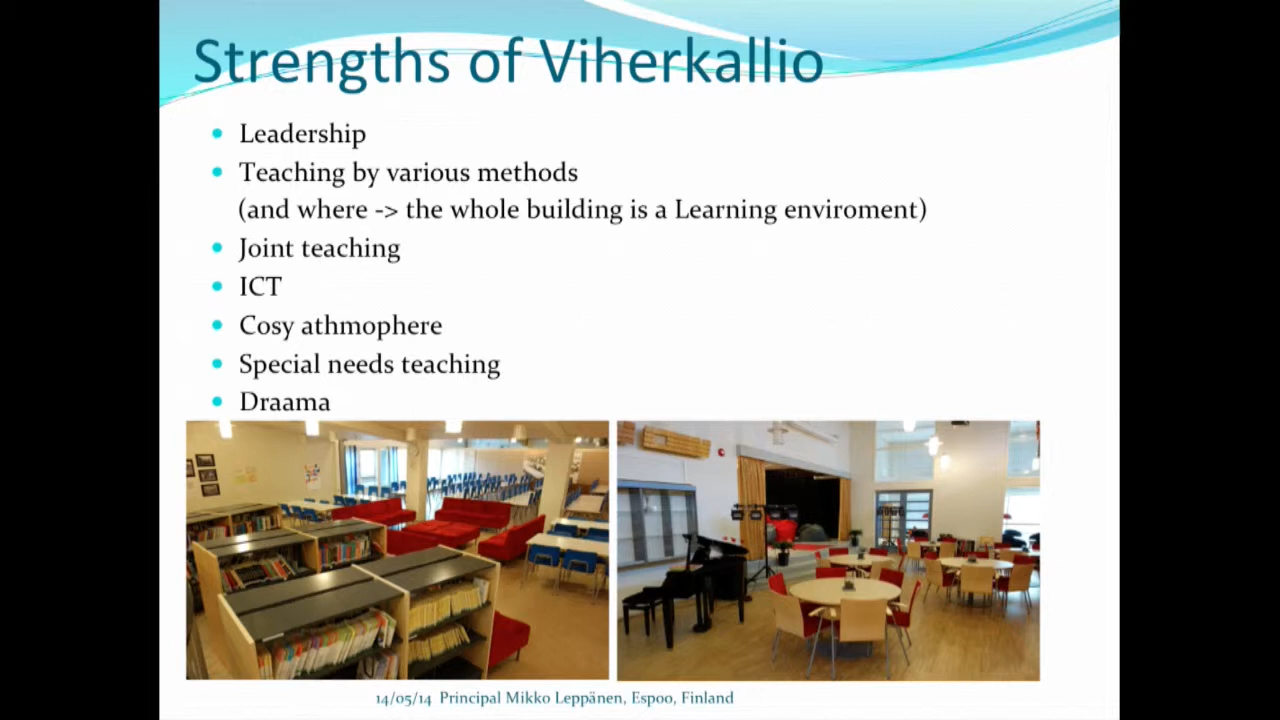 Strengths of Viherkallio
Leadership
Teaching by various methods
(and where -> the whole building is a Learning enviroment)
Joint teaching
ICT
Cosy athmophere
Special needs teaching
Draama
14/05/14 Principal Mikko Leppänen, Espoo, Finland